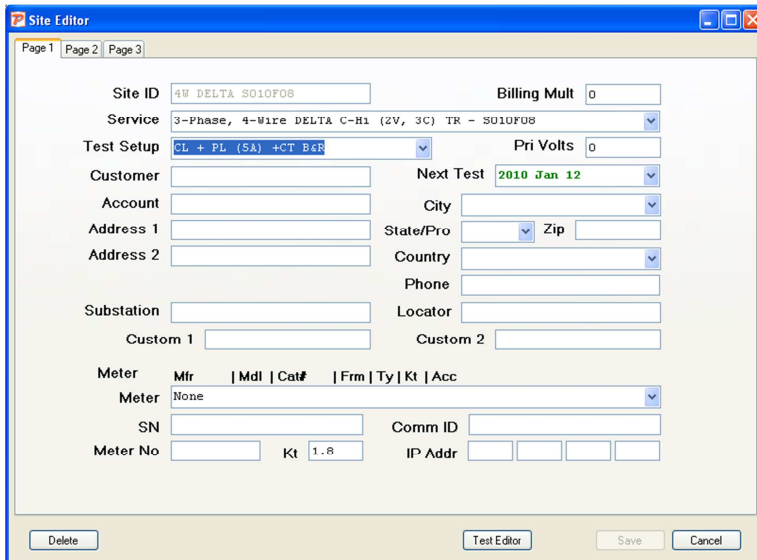 Site Editor
Page 1 Page 2 Page 3
Site ID 4W DELTA S010F08 Billing Mult 0
Service 3-Phase, 4-Wire DELTA C-Hi (2V, 3C) TR - S010F08
Test Setup CL + PL (5A) +CT B&R Pri Volts 0
Customer Next Test 2010 Jan 12
Account City
Address 1 State/Pro Zip
Address 2 Country
Phone
Substation Locator
Custom 1 Custom 2
Meter Mfr | Mdl | Cat# | Frm | Ty | Kt | Acc
Meter None
SN Comm ID
Meter No Kt 1.8 IP Addr
Delete Test Editor Save Cancel